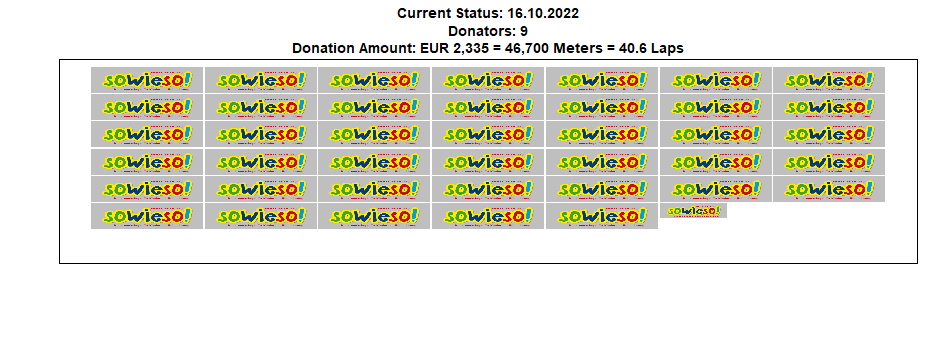 Current Status: 16.10.2022
Donators: 9
Donation Amount: EUR 2,335 = 46,700 Meters = 40.6 Laps
sowieso! sowieso! sowieso! sowieso! sowieso! sowieso! sowieso!
sowieso! sowieso! sowieso! sowieso! sowieso! sowieso! sowieso!
sowieso! sowieso! sowieso! sowieso! sowieso! sowieso! sowieso!
sowieso! sowieso! sowieso! sowieso! sowieso! sowieso! sowieso!
sowieso! sowieso! sowieso! sowieso! sowieso! sowieso! sowieso!
sowieso! sowieso! sowieso! sowieso! sowieso! sowieso!